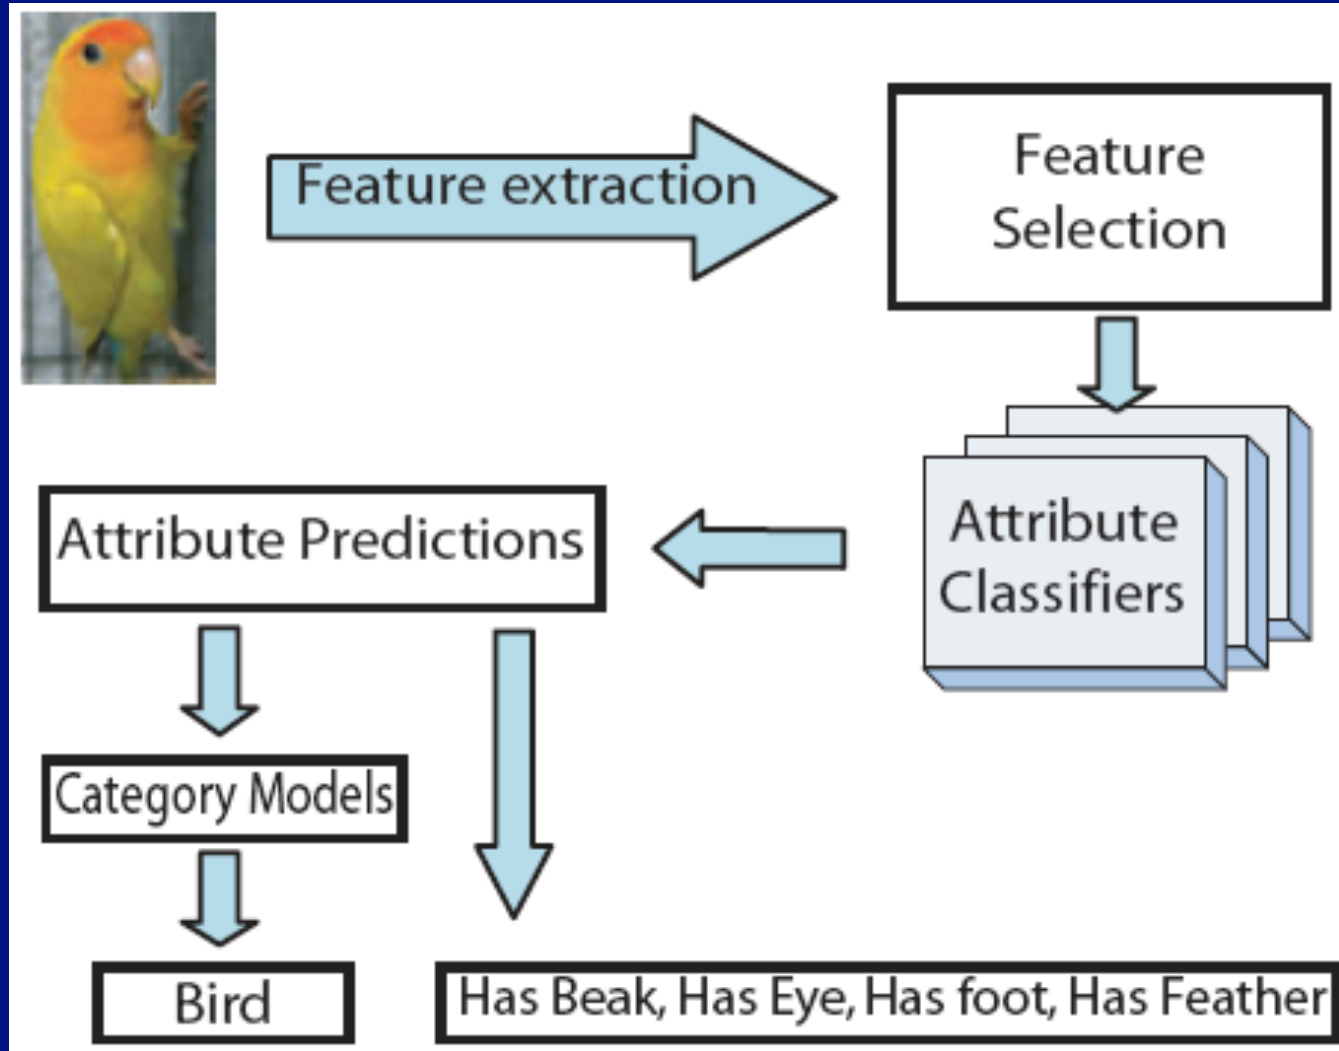 Feature extraction
Feature
Selection
Attribute
Classifiers
Attribute Predictions
Category Models
Bird
Has Beak, Has Eye, Has foot, Has Feather